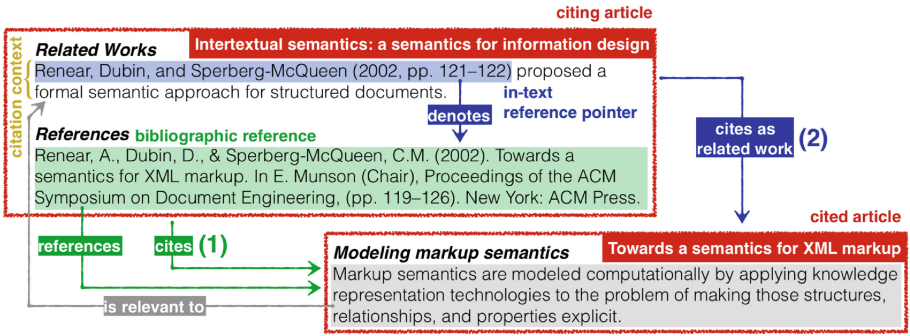 citing article
Intertextual semantics: a semantics for information design
citation context
Related Works
Renear, Dubin, and Sperberg-McQueen (2002, pp. 121–122) proposed a
formal semantic approach for structured documents.
in-text
reference pointer
denotes
References bibliographic reference
Renear, A., Dubin, D., & Sperberg-McQueen, C.M. (2002). Towards a
semantics for XML markup. In E. Munson (Chair), Proceedings of the ACM
Symposium on Document Engineering, (pp. 119–126). New York: ACM Press.
cites as
related work (2)
cited article
references
cites (1)
Modeling markup semantics
Towards a semantics for XML markup
Markup semantics are modeled computationally by applying knowledge
representation technologies to the problem of making those structures,
relationships, and properties explicit.
is relevant to